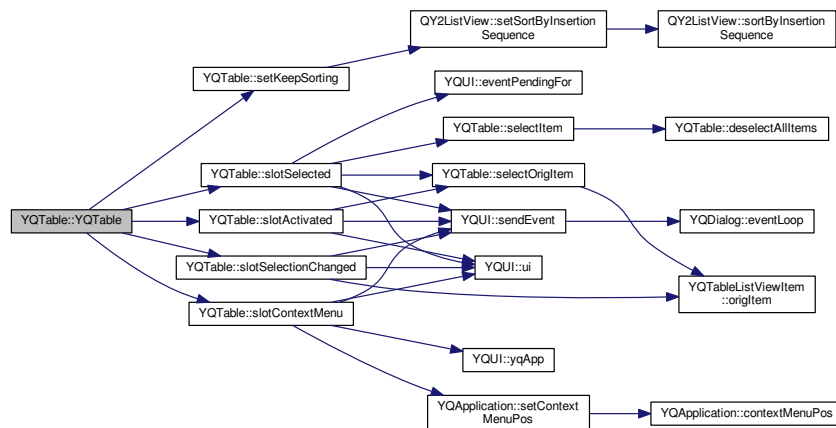 QY2ListView::setSortByInsertion
Sequence
QY2ListView::sortByInsertion
Sequence
YQTable::setKeepSorting
YQUI::eventPendingFor
YQTable::selectItem
YQTable::deselectAllItems
YQTable::slotSelected
YQTable::selectOrigItem
YQTable::YQTable
YQTable::slotActivated
YQUI::sendEvent
YQDialog::eventLoop
YQTable::slotSelectionChanged
YQUI::ui
YQTableListViewItem
::origItem
YQTable::slotContextMenu
YQUI::yqApp
YQApplication::setContext
MenuPos
YQApplication::contextMenuPos